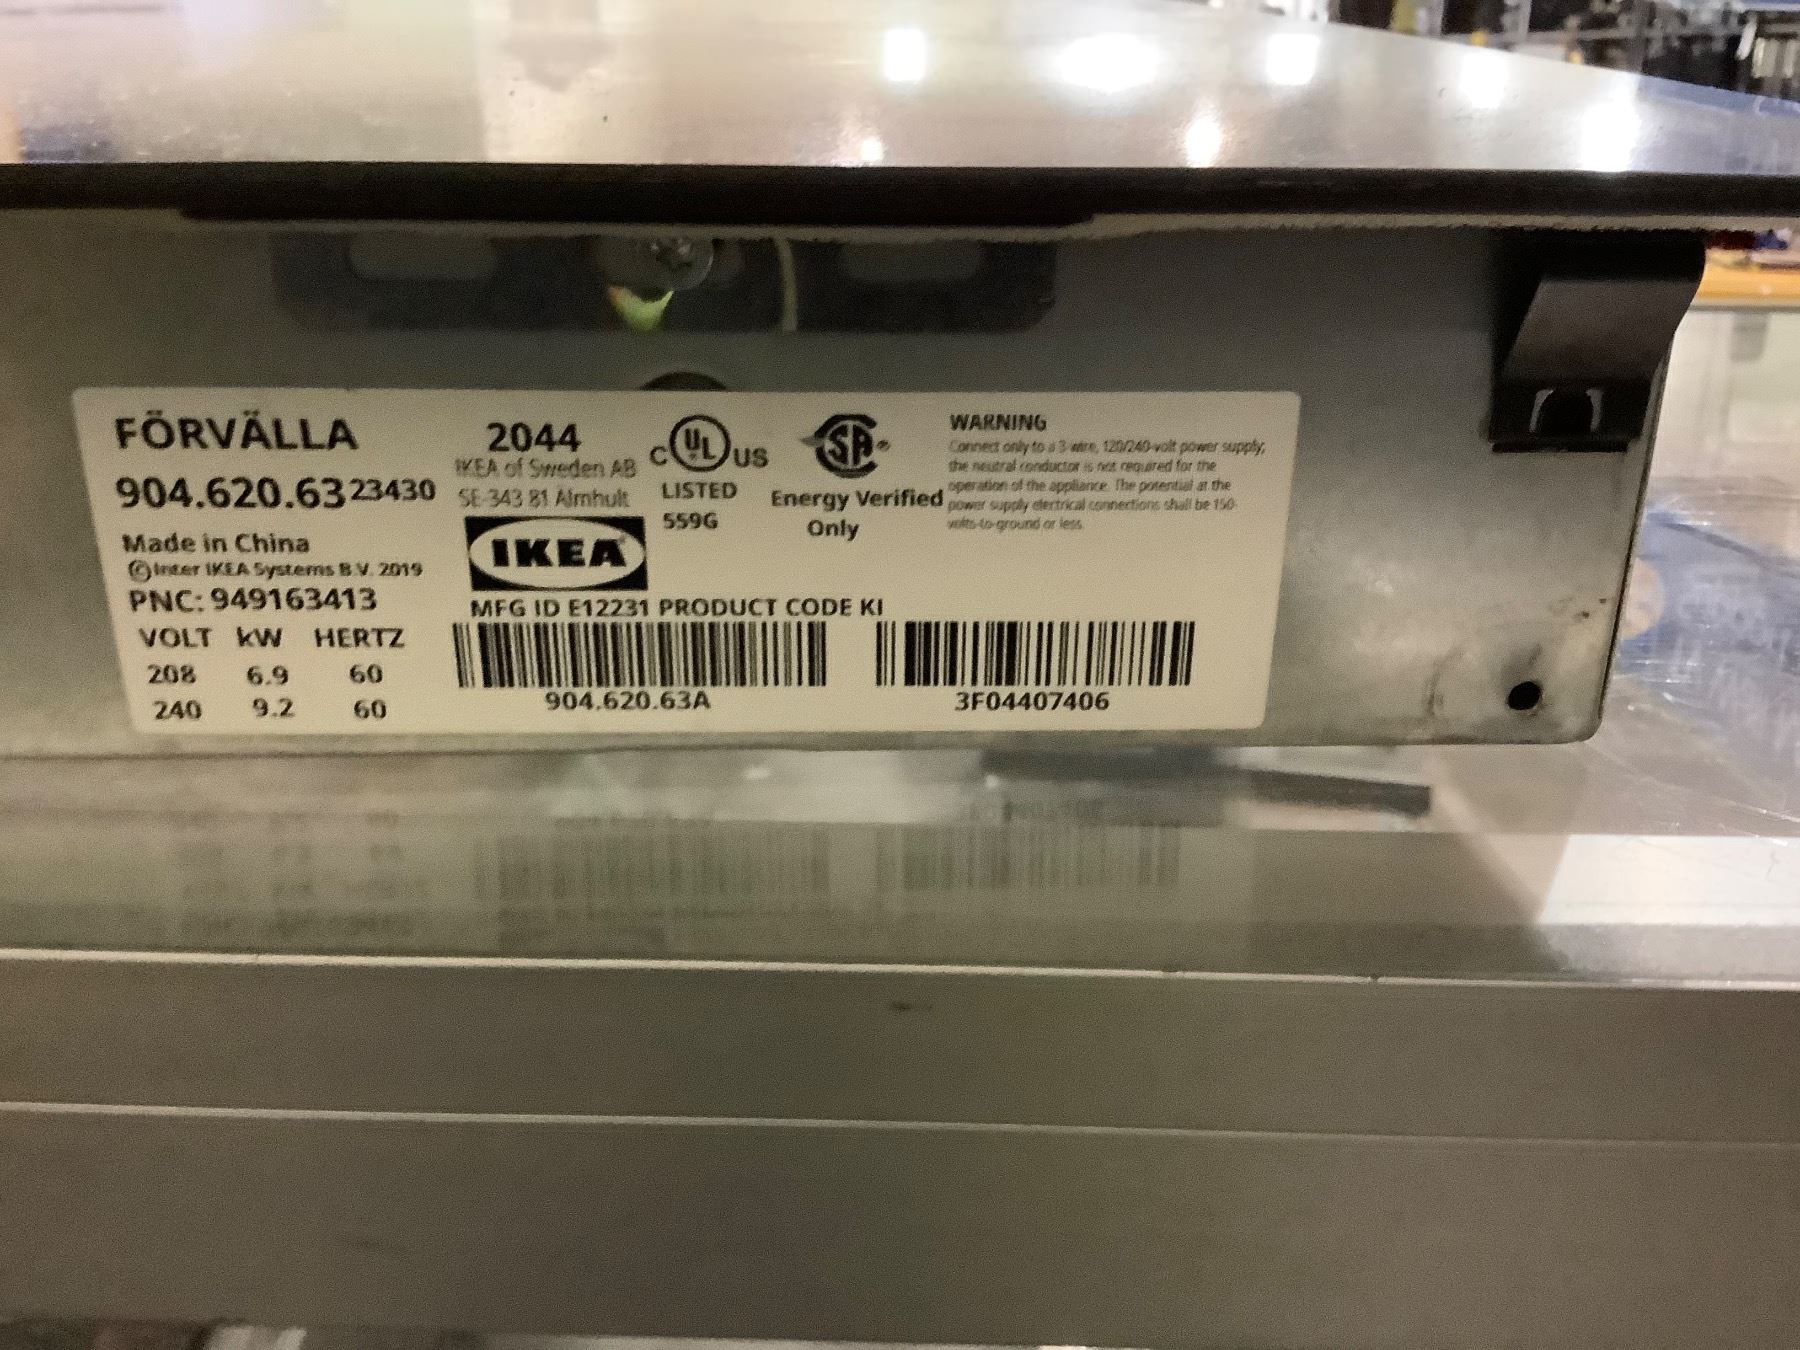 FÖRVÄLLA
904.620.63 23430
Made in China
© Inter IKEA Systems B.V. 2019
PNC: 949163413
VOLT kW HERTZ
208 6.9 60
240 9.2 60
2044
IKEA of Sweden AB
SE-343 81 Älmhult
IKEA
C UL US
LISTED
559G
SA
Energy Verified
Only
WARNING
Connect only to a 3-wire, 120/240-volt power supply,
the neutral conductor is not required for the
operation of the appliance. The potential at the
power supply electrical connections shall be 150-
volts-to-ground or less.
MFG ID E12231 PRODUCT CODE KI
904.620.63A
3F04407406